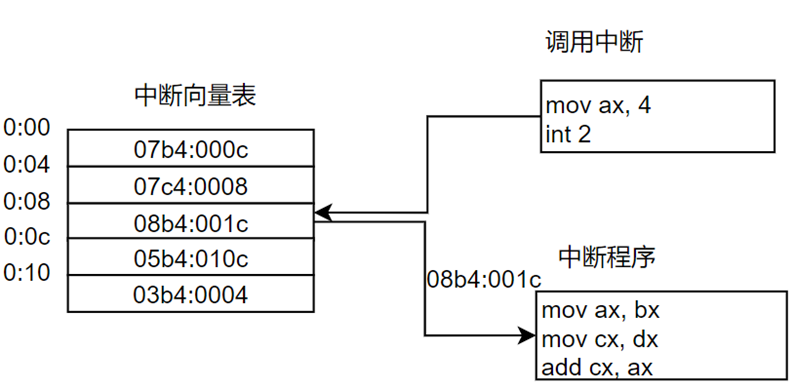 调用中断
mov ax, 4
int 2
中断向量表
0:00
07b4:000c
0:04
07c4:0008
0:08
08b4:001c
0:0c
05b4:010c
0:10
03b4:0004
中断程序
08b4:001c
mov ax, bx
mov cx, dx
add cx, ax